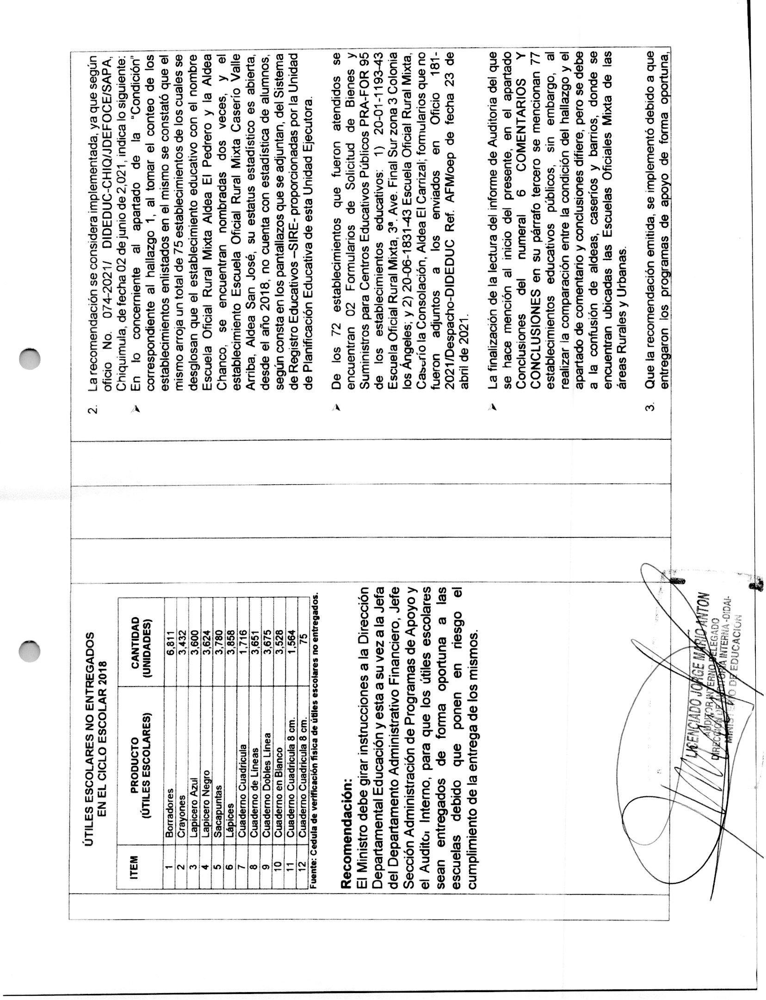 ÚTILES ESCOLARES NO ENTREGADOS
EN EL CICLO ESCOLAR 2018
ITEM PRODUCTO (ÚTILES ESCOLARES) CANTIDAD (UNIDADES)
1 Borradores 6,811
2 Crayones 3,432
3 Lapicero Azul 3,600
4 Lapicero Negro 3,624
5 Sacapuntas 3,780
6 Lápices 3,858
7 Cuaderno Cuadricula 1,716
8 Cuaderno de Líneas 3,651
9 Cuaderno Dobles Línea 3,675
10 Cuaderno en Blanco 3,528
11 Cuaderno Cuadricula 8 cm. 1,564
12 Cuaderno Cuadricula 8 cm. 75
Fuente: Cedula de verificación física de útiles escolares no entregados.
Recomendación:
El Ministro debe girar instrucciones a la Dirección
Departamental Educación y esta a su vez a la Jefa
del Departamento Administrativo Financiero, Jefe
Sección Administración de Programas de Apoyo y
el Auditor Interno, para que los útiles escolares
sean entregados de forma oportuna a las
escuelas debido que ponen en riesgo el
cumplimiento de la entrega de los mismos.
2. La recomendación se considera implementada, ya que según
oficio No. 074-2021/ DIDEDUC-CHIQ/JDEFOCE/SAPA,
Chiquimula, de fecha 02 de junio de 2,021, indica lo siguiente:
➢ En lo concerniente al apartado de la "Condición"
correspondiente al hallazgo 1, al tomar el conteo de los
establecimientos enlistados en el mismo se constató que el
mismo arroja un total de 75 establecimientos de los cuales se
desglosan que el establecimiento educativo con el nombre
Escuela Oficial Rural Mixta Aldea El Pedrero y la Aldea
Chanco, se encuentran nombradas dos veces, y el
establecimiento Escuela Oficial Rural Mixta Caserío Valle
Arriba, Aldea San José, su estatus estadístico es abierta,
desde el año 2018, no cuenta con estadística de alumnos,
según consta en los pantallazos que se adjuntan, del Sistema
de Registro Educativos –SIRE- proporcionadas por la Unidad
de Planificación Educativa de esta Unidad Ejecutora.
➢ De los 72 establecimientos que fueron atendidos se
encuentran 02 Formularios de Solicitud de Bienes y
Suministros para Centros Educativos Públicos PRA-FOR 95
de los establecimientos educativos: 1) 20-01-1193-43
Escuela Oficial Rural Mixta, 3ª. Ave. Final Sur zona 3 Colonia
los Ángeles; y 2) 20-06-1831-43 Escuela Oficial Rural Mixta,
Caserío la Consolación, Aldea El Carrizal; formularios que no
fueron adjuntos a los enviados en Oficio 181-
2021/Despacho-DIDEDUC Ref. AFM/oep de fecha 23 de
abril de 2021.
➢ La finalización de la lectura del informe de Auditoria del que
se hace mención al inicio del presente, en el apartado
Conclusiones del numeral 6 COMENTARIOS Y
CONCLUSIONES en su párrafo tercero se mencionan 77
establecimientos educativos públicos, sin embargo, al
realizar la comparación entre la condición del hallazgo y el
apartado de comentario y conclusiones difiere, pero se debe
a la confusión de aldeas, caseríos y barrios, donde se
encuentran ubicadas las Escuelas Oficiales Mixta de las
áreas Rurales y Urbanas.
3. Que la recomendación emitida, se implementó debido a que
entregaron los programas de apoyo de forma oportuna,
LICENCIADO JORGE MARIO ANTON
AUDITOR INTERNO DELEGADO
DIRECCION DE AUDITORIA INTERNA -DIDAI-
MINISTERIO DE EDUCACION